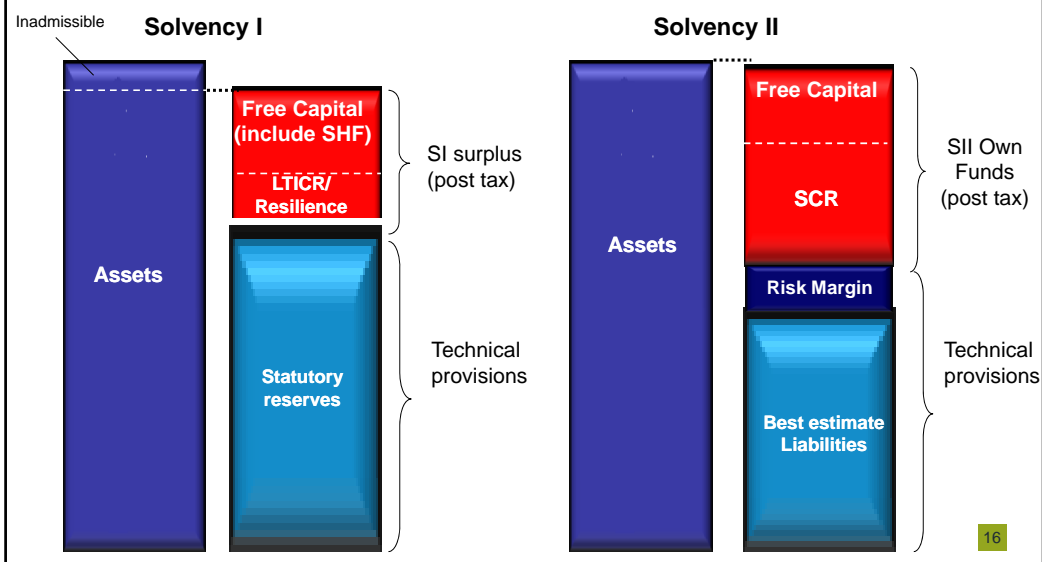 Inadmissible
Solvency I
Solvency II
Assets
Free Capital
(include SHF)
LTICR/
Resilience
SI surplus
(post tax)
Statutory
reserves
Technical
provisions
Assets
Free Capital
SCR
SII Own
Funds
(post tax)
Risk Margin
Best estimate
Liabilities
Technical
provisions
16